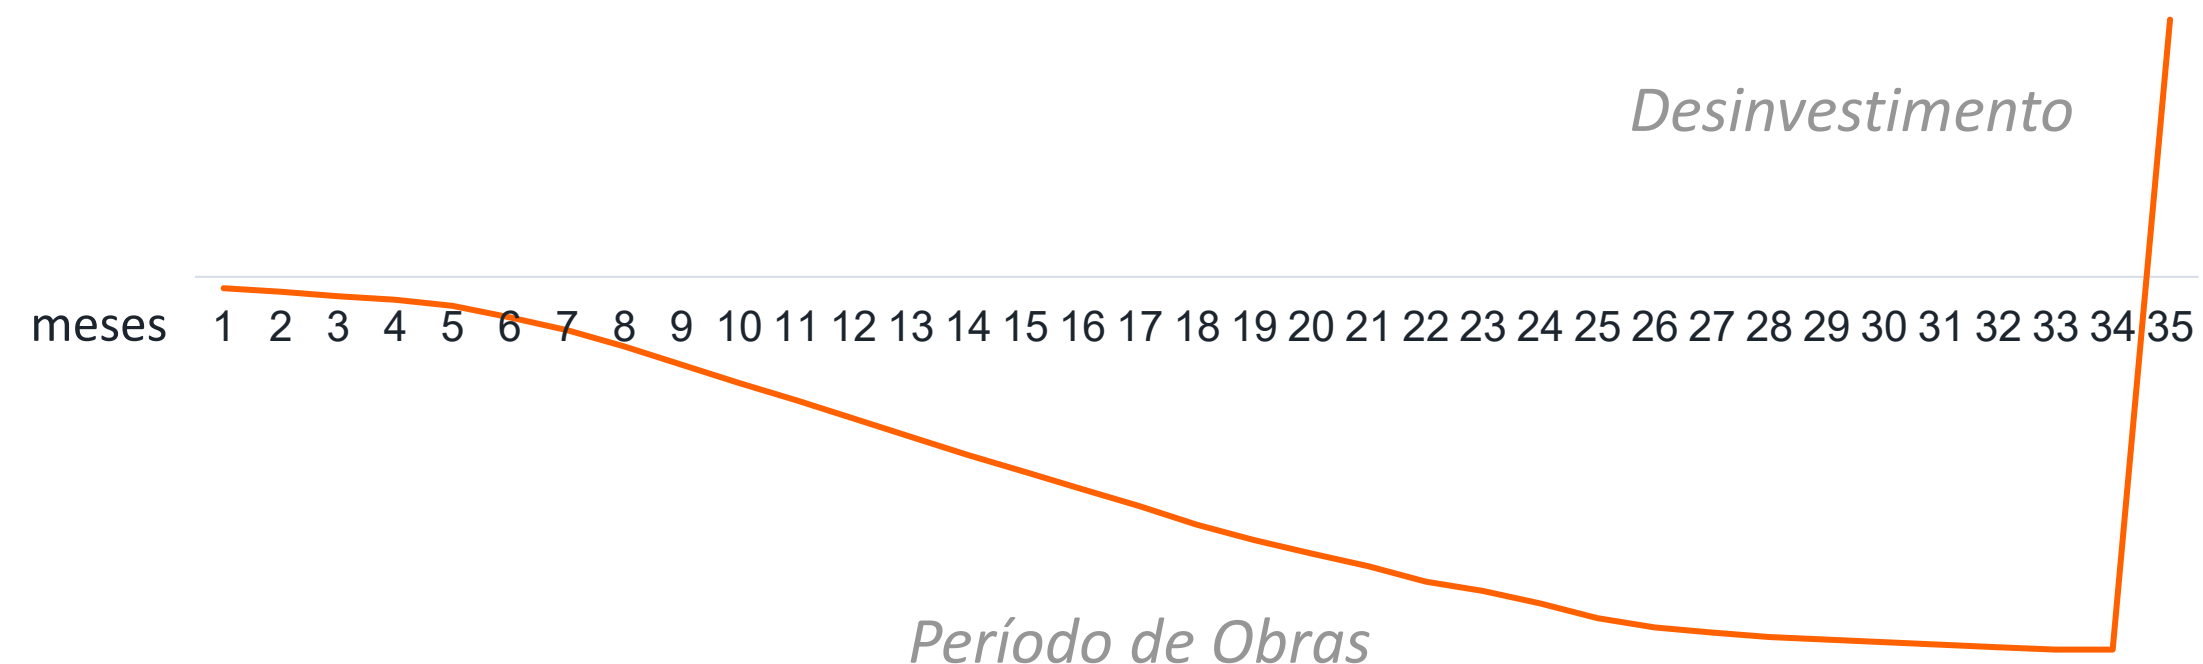 Desinvestimento
meses 1 2 3 4 5 6 7 8 9 10 11 12 13 14 15 16 17 18 19 20 21 22 23 24 25 26 27 28 29 30 31 32 33 34 35
Período de Obras